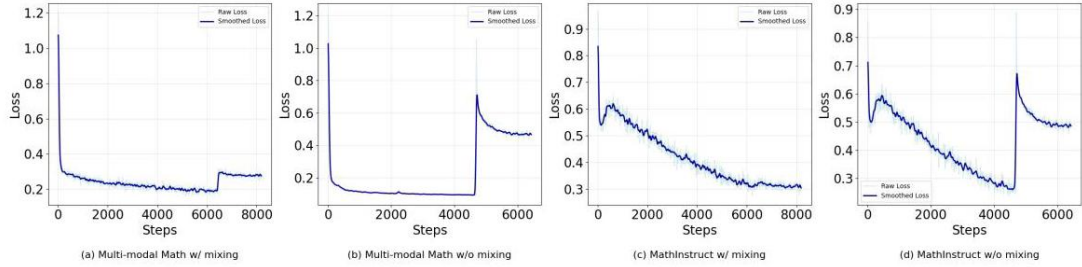 Raw Loss
Smoothed Loss
1.2
1.0
0.8
0.6
0.4
0.2
Loss
0 2000 4000 6000 8000
Steps
(a) Multi-modal Math w/ mixing
Raw Loss
Smoothed Loss
1.2
1.0
0.8
0.6
0.4
0.2
Loss
0 2000 4000 6000
Steps
(b) Multi-modal Math w/o mixing
Raw Loss
Smoothed Loss
0.9
0.8
0.7
0.6
0.5
0.4
0.3
Loss
0 2000 4000 6000 8000
Steps
(c) MathInstruct w/ mixing
0.9
0.8
0.7
0.6
0.5
0.4
0.3
Loss
Raw Loss
Smoothed Loss
0 2000 4000 6000
Steps
(d) MathInstruct w/o mixing